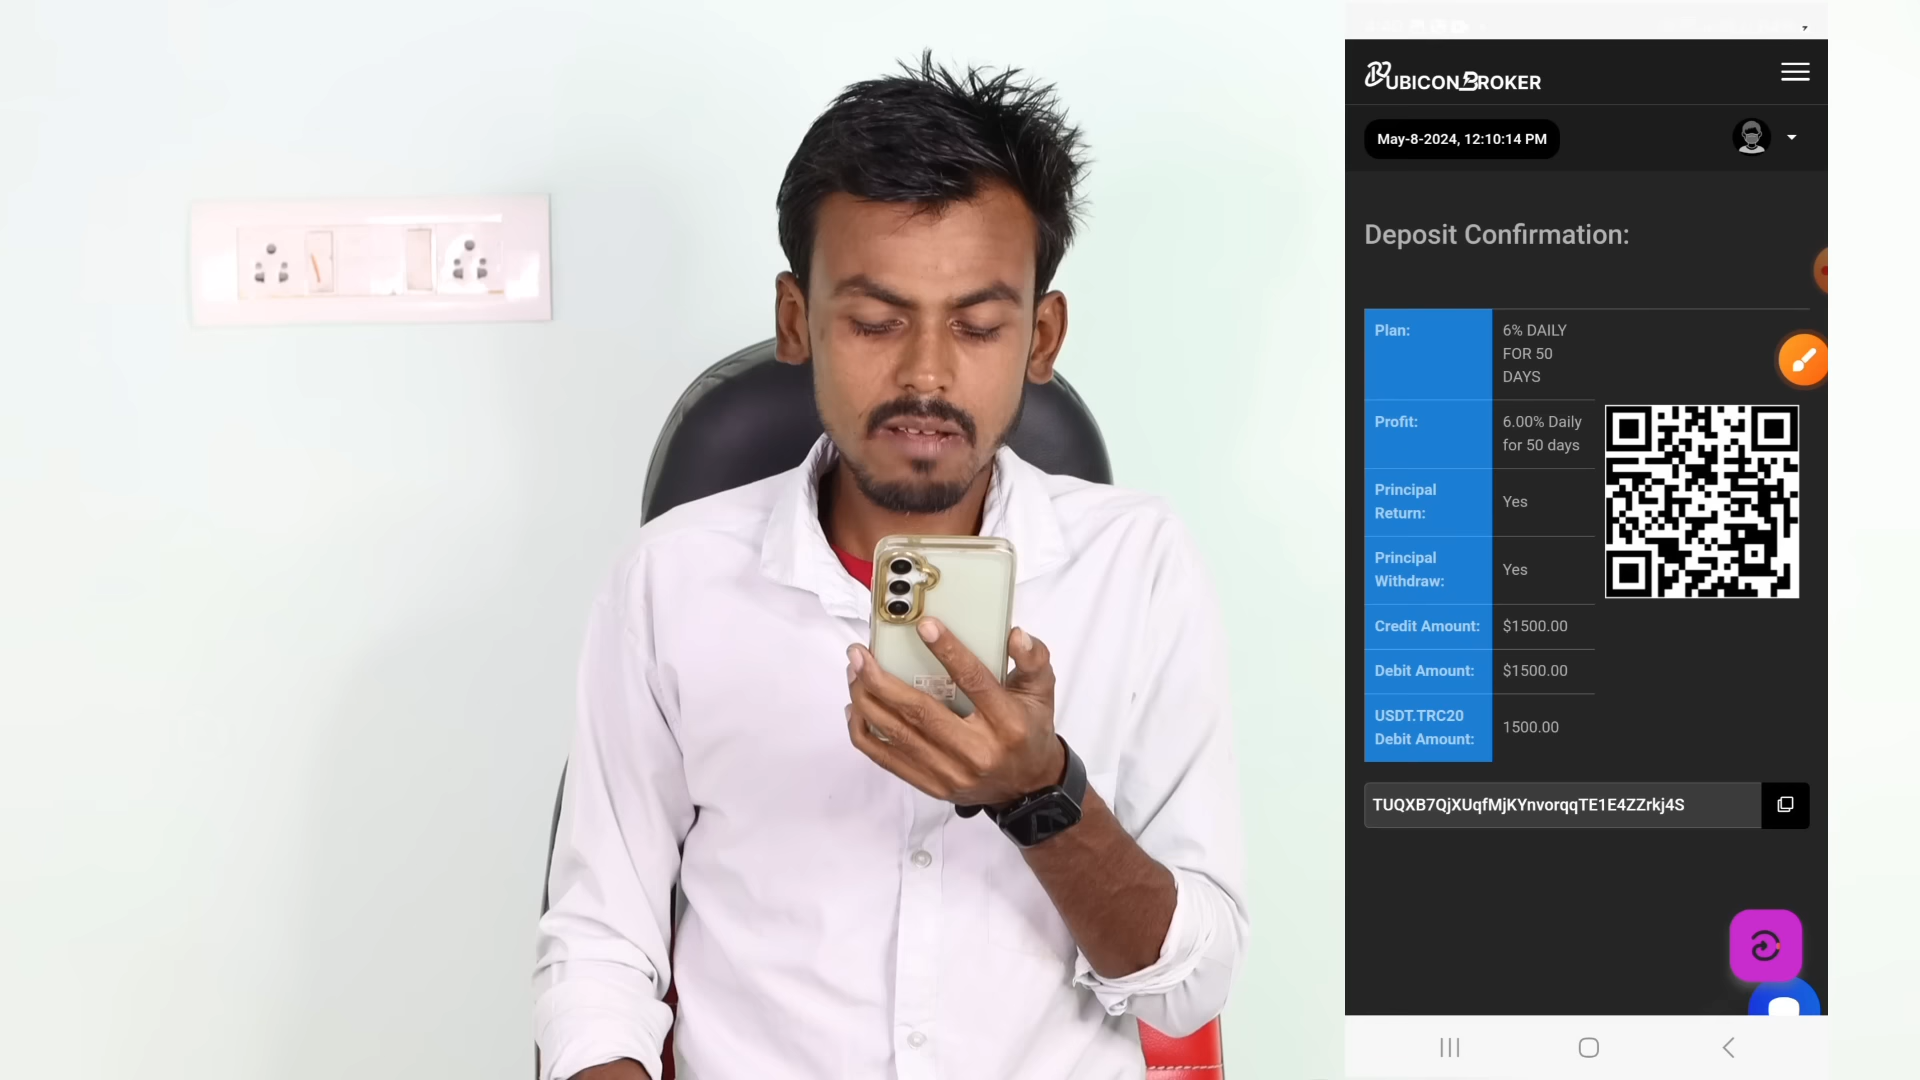 RUBICONBROKER
May-8-2024, 12:10:14 PM
Deposit Confirmation:
Plan:
6% DAILY
FOR 50
DAYS
Profit:
6.00% Daily
for 50 days
Principal
Return:
Yes
Principal
Withdraw:
Yes
Credit Amount:
$1500.00
Debit Amount:
$1500.00
USDT.TRC20
Debit Amount:
1500.00
TUQXB7QjXUqfMjKYnvorqqTE1E4ZZrkj4S